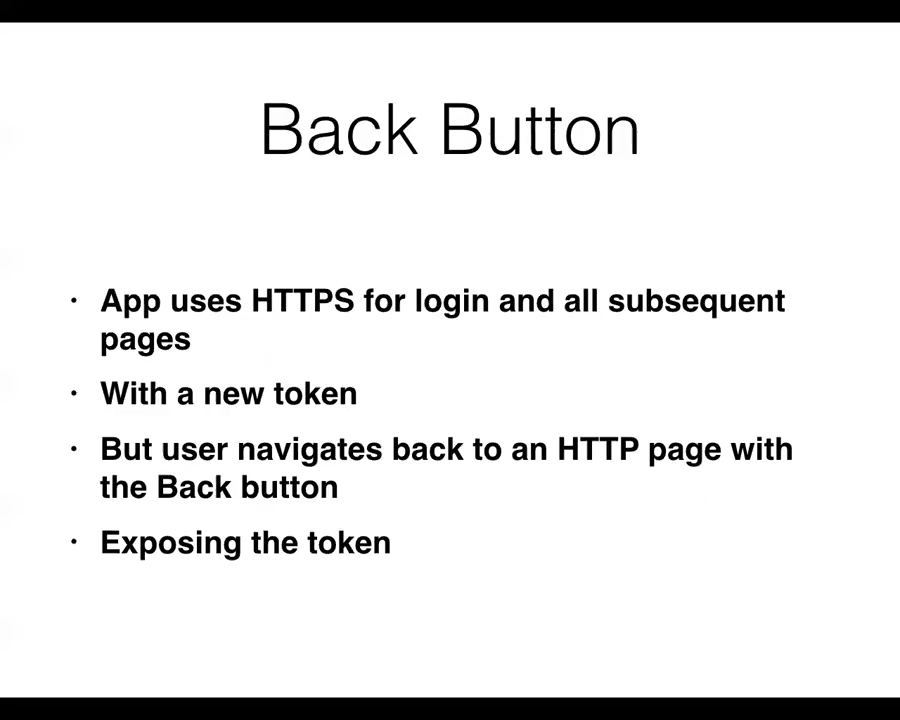 Back Button
· App uses HTTPS for login and all subsequent
pages
· With a new token
· But user navigates back to an HTTP page with
the Back button
· Exposing the token